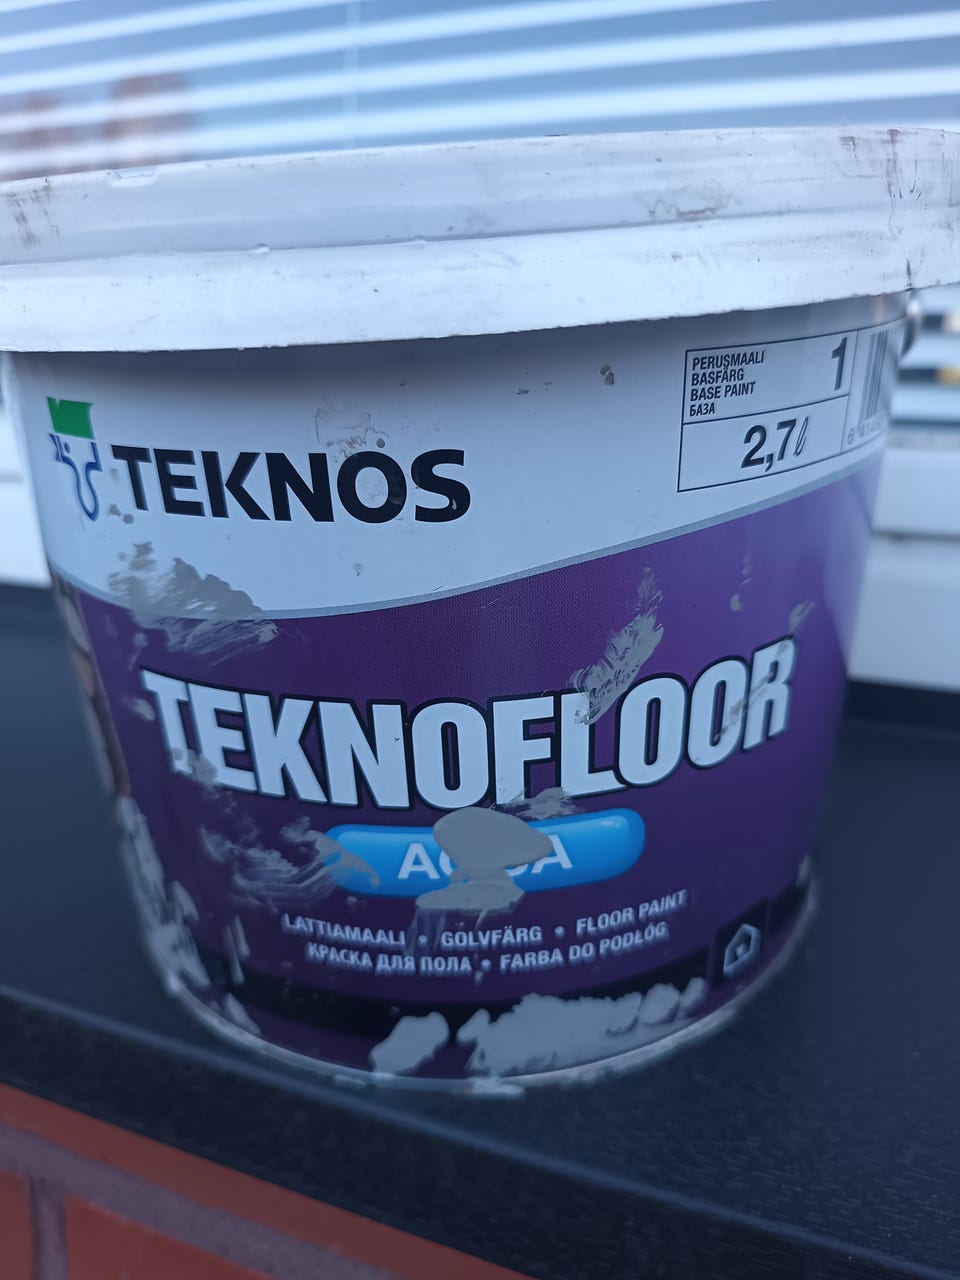 PERUSMAALI
BASFÄRG
BASE PAINT
БАЗА
1
2,7ℓ
TEKNOS
TEKNOFLOOR
LATTIAMAALI • GOLVFÄRG • FLOOR PAINT
КРАСКА ДЛЯ ПОЛА • FARBA DO PODŁÓG